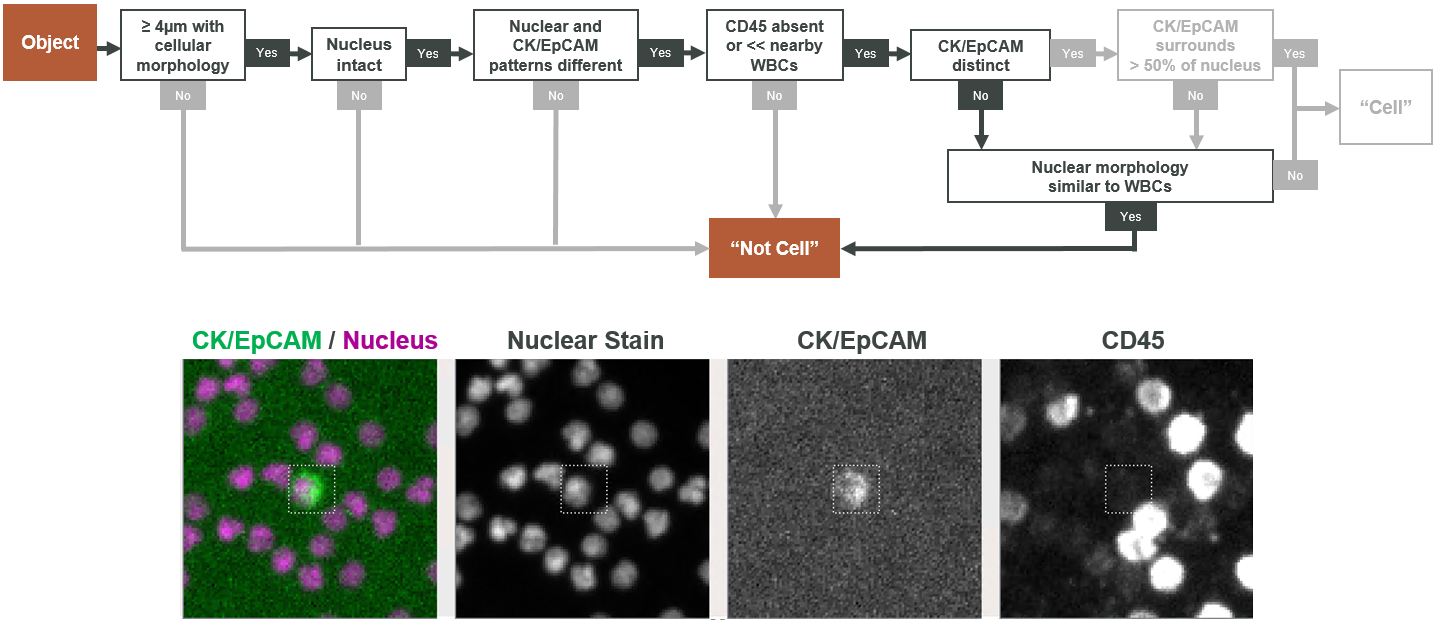 Object
≥ 4µm with
cellular
morphology
Yes
No
Nucleus
intact
Yes
No
Nuclear and
CK/EpCAM
patterns different
Yes
No
CD45 absent
or << nearby
WBCs
Yes
No
CK/EpCAM
distinct
Yes
No
CK/EpCAM
surrounds
> 50% of nucleus
Yes
No
“Cell”
Nuclear morphology
similar to WBCs
No
Yes
“Not Cell”
CK/EpCAM / Nucleus
Nuclear Stain
CK/EpCAM
CD45